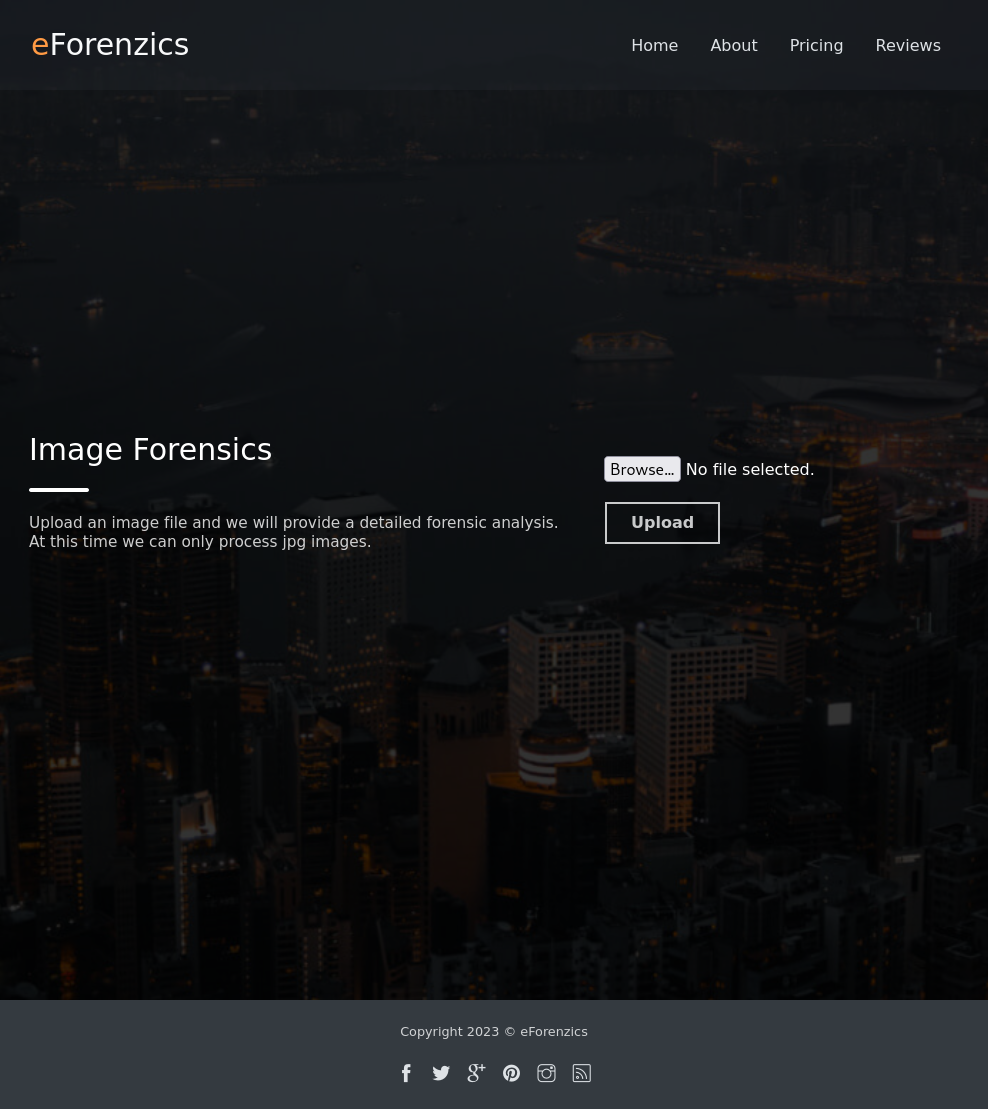 eForenzics
Home About Pricing Reviews
Image Forensics
Upload an image file and we will provide a detailed forensic analysis.
At this time we can only process jpg images.
Browse... No file selected.
Upload
Copyright 2023 © eForenzics